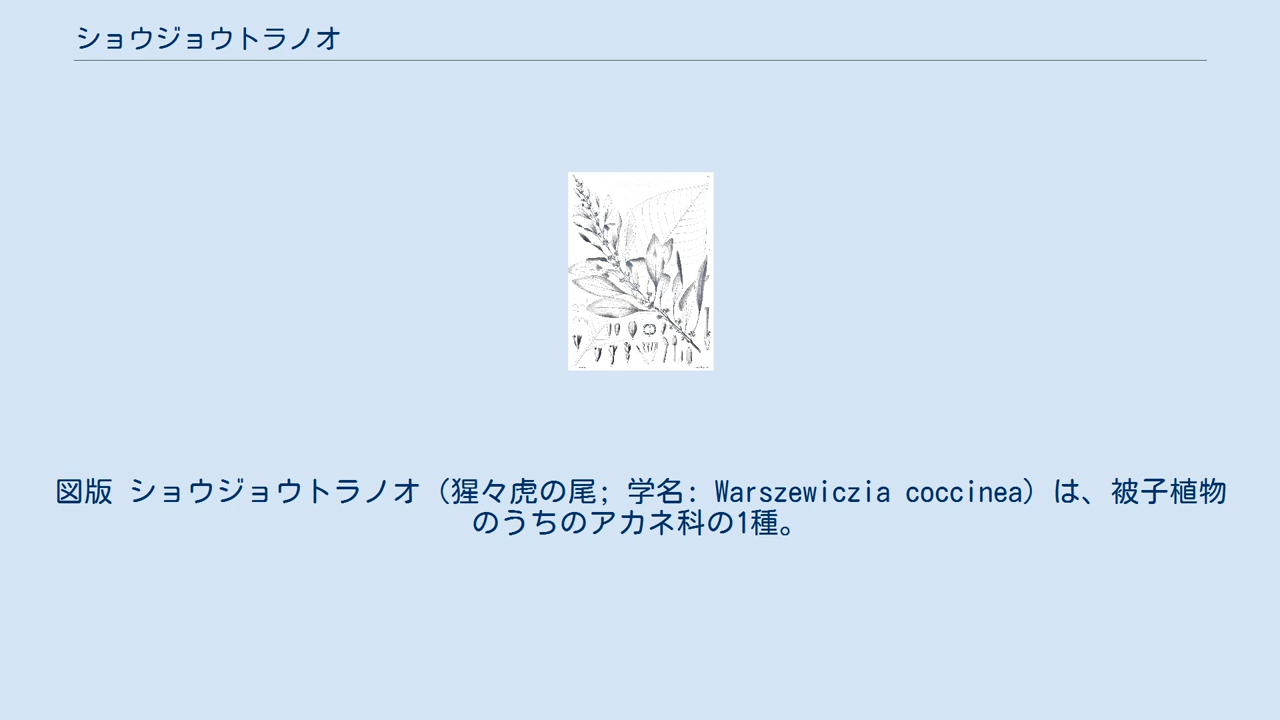 ショウジョウトラノオ
図版 ショウジョウトラノオ（猩々虎の尾; 学名: Warszewiczia coccinea）は、被子植物
のうちのアカネ科の1種。